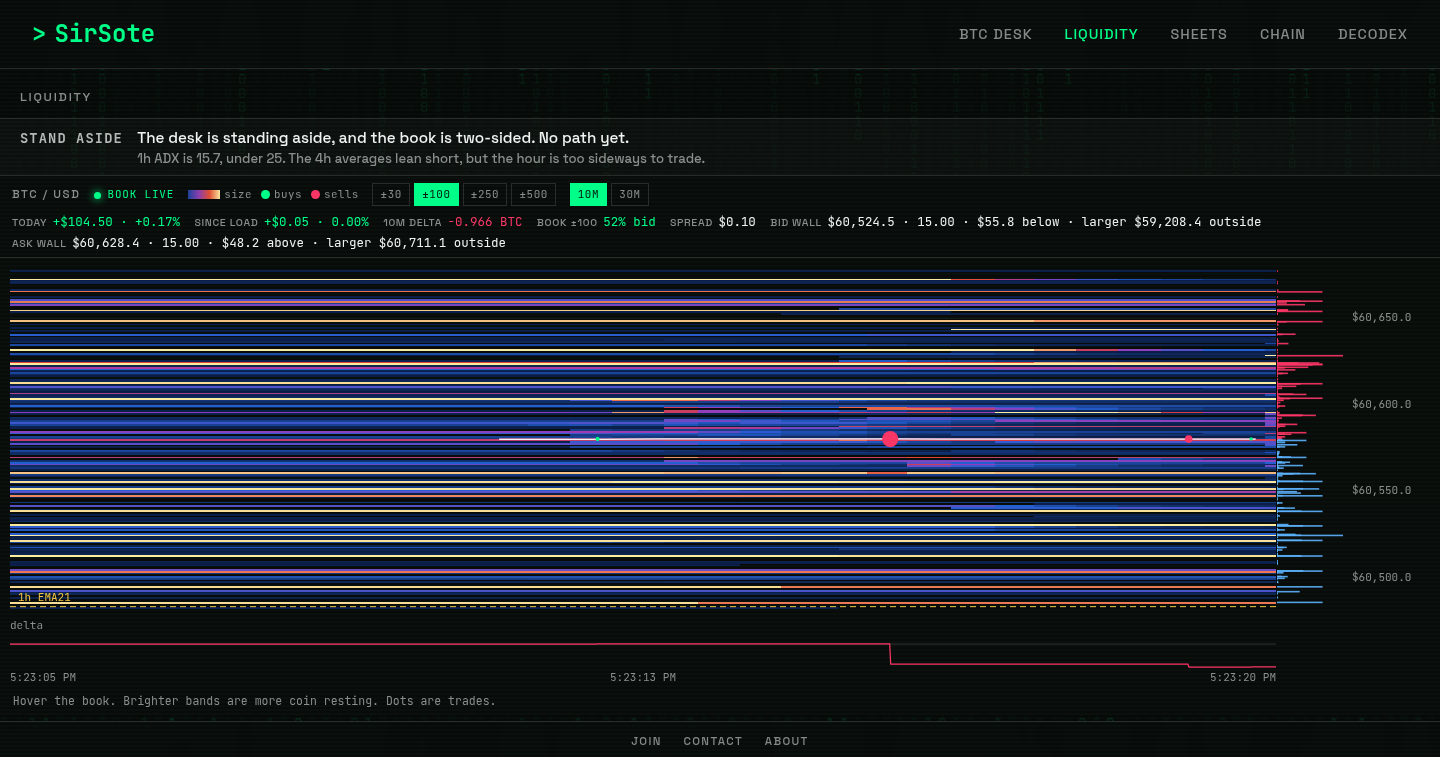 > SirSote
BTC DESK LIQUIDITY SHEETS CHAIN DECODEX
LIQUIDITY
STAND ASIDE The desk is standing aside, and the book is two-sided. No path yet.
1h ADX is 15.7, under 25. The 4h averages lean short, but the hour is too sideways to trade.
BTC / USD BOOK LIVE size buys sells ±30 ±100 ±250 ±500 10M 30M
TODAY +$104.50 · +0.17% SINCE LOAD +$0.05 · 0.00% 10M DELTA -0.966 BTC BOOK ±100 52% bid SPREAD $0.10 BID WALL $60,524.5 · 15.00 · $55.8 below · larger $59,208.4 outside
ASK WALL $60,628.4 · 15.00 · $48.2 above · larger $60,711.1 outside
$60,650.0
$60,600.0
$60,550.0
$60,500.0
1h EMA21
delta
5:23:05 PM 5:23:13 PM 5:23:20 PM
Hover the book. Brighter bands are more coin resting. Dots are trades.
JOIN CONTACT ABOUT